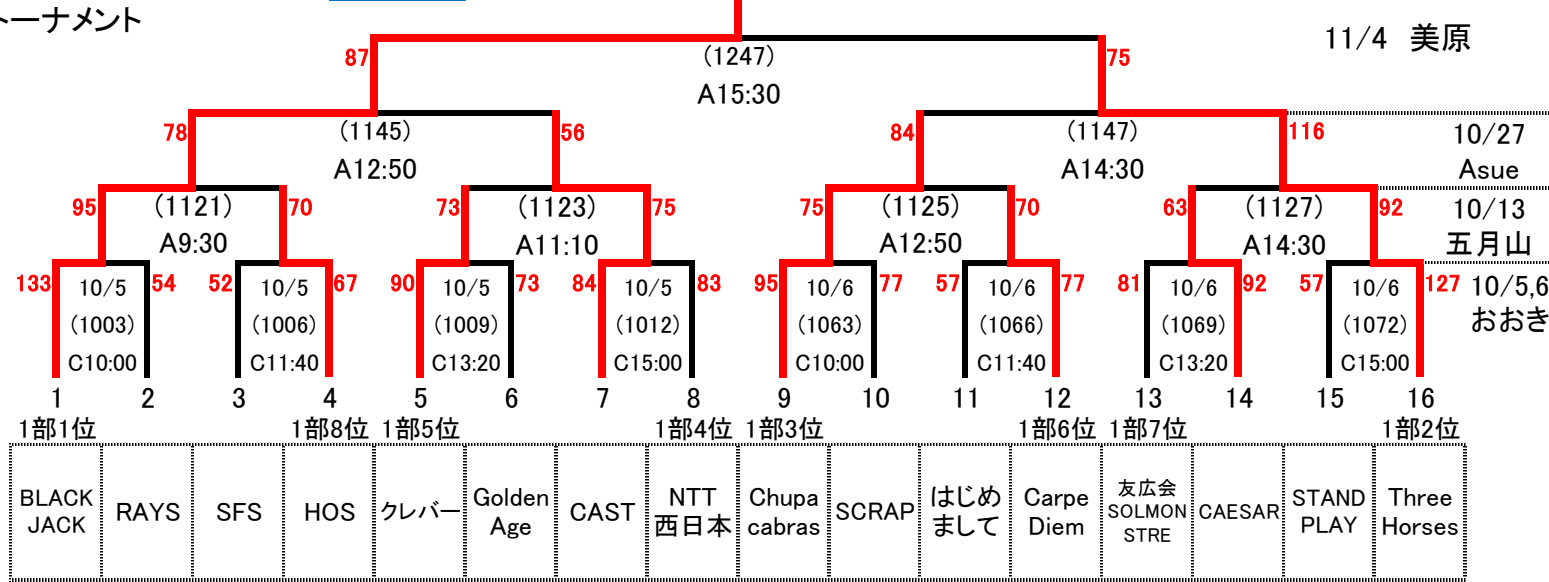 トーナメント
11/4 美原
87
(1247)
75
A15:30
78
(1145)
56
84
(1147)
116
10/27
A12:50
A14:30
Asue
95
(1121)
70
73
(1123)
75
75
(1125)
70
63
(1127)
92
10/13
A9:30
A11:10
A12:50
A14:30
五月山
133
10/5
54
52
10/5
67
90
10/5
73
84
10/5
83
95
10/6
77
57
10/6
77
81
10/6
92
57
10/6
127
10/5,6
(1003)
(1006)
(1009)
(1012)
(1063)
(1066)
(1069)
(1072)
おおき
C10:00
C11:40
C13:20
C15:00
C10:00
C11:40
C13:20
C15:00
1
2
3
4
5
6
7
8
9
10
11
12
13
14
15
16
1部1位
1部8位
1部5位
1部4位
1部3位
1部6位
1部7位
1部2位
BLACK
JACK
RAYS
SFS
HOS
クレバー
Golden
Age
CAST
NTT
西日本
Chupa
cabras
SCRAP
はじめ
まして
Carpe
Diem
友広会
SOLMON
STRE
CAESAR
STAND
PLAY
Three
Horses